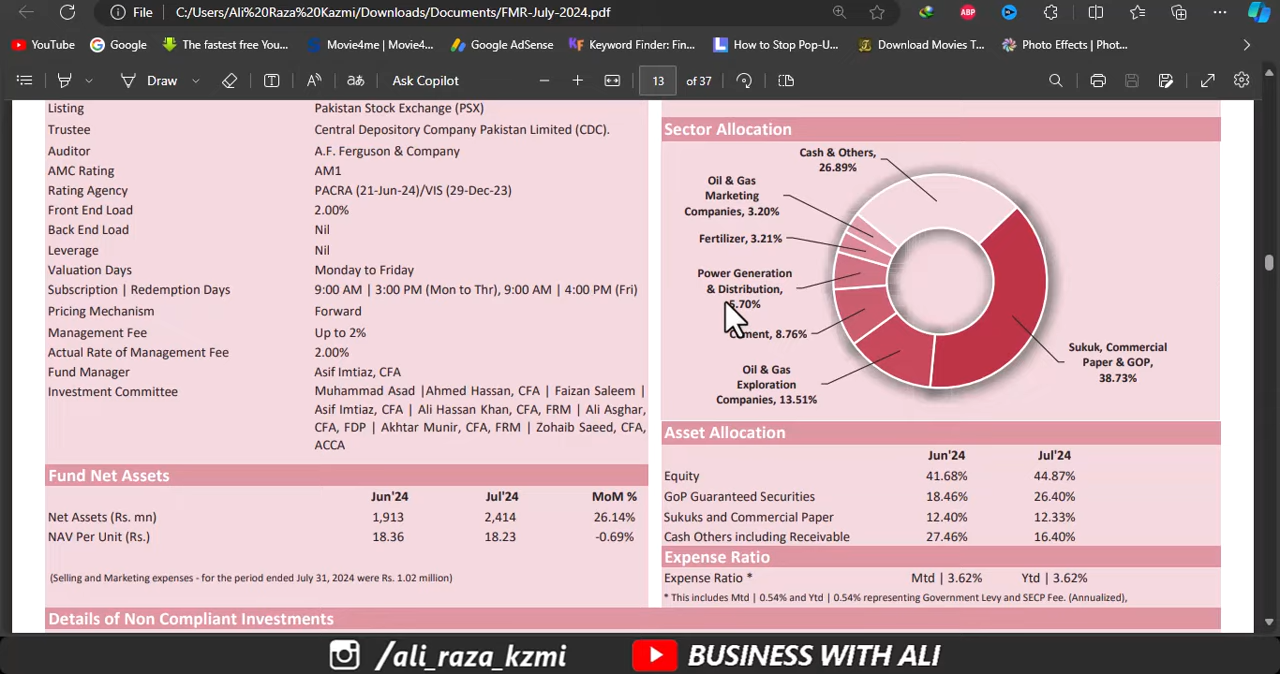 File
C:/Users/Ali%20Raza%20Kazmi/Downloads/Documents/FMR-July-2024.pdf
ABP
YouTube
Google
The fastest free You...
Movie4me | Movie4...
Google AdSense
KF Keyword Finder: Fin...
How to Stop Pop-U...
Download Movies T...
Photo Effects | Phot...
Draw
Ask Copilot
13 of 37
Listing Pakistan Stock Exchange (PSX)
Trustee Central Depository Company Pakistan Limited (CDC).
Auditor A.F. Ferguson & Company
AMC Rating AM1
Rating Agency PACRA (21-Jun-24)/VIS (29-Dec-23)
Front End Load 2.00%
Back End Load Nil
Leverage Nil
Valuation Days Monday to Friday
Subscription | Redemption Days 9:00 AM | 3:00 PM (Mon to Thr), 9:00 AM | 4:00 PM (Fri)
Pricing Mechanism Forward
Management Fee Up to 2%
Actual Rate of Management Fee 2.00%
Fund Manager Asif Imtiaz, CFA
Investment Committee Muhammad Asad |Ahmed Hassan, CFA | Faizan Saleem |
Asif Imtiaz, CFA | Ali Hassan Khan, CFA, FRM | Ali Asghar,
CFA, FDP | Akhtar Munir, CFA, FRM | Zohaib Saeed, CFA,
ACCA
Fund Net Assets
Jun'24 Jul'24 MoM %
Net Assets (Rs. mn) 1,913 2,414 26.14%
NAV Per Unit (Rs.) 18.36 18.23 -0.69%
(Selling and Marketing expenses - for the period ended July 31, 2024 were Rs. 1.02 million)
Details of Non Compliant Investments
Sector Allocation
Cash & Others,
26.89%
Oil & Gas
Marketing
Companies, 3.20%
Fertilizer, 3.21%
Power Generation
& Distribution,
5.70%
8.76%
Oil & Gas
Exploration
Companies, 13.51%
Sukuk, Commercial
Paper & GOP,
38.73%
Asset Allocation
Jun'24 Jul'24
Equity 41.68% 44.87%
GoP Guaranteed Securities 18.46% 26.40%
Sukuks and Commercial Paper 12.40% 12.33%
Cash Others including Receivable 27.46% 16.40%
Expense Ratio
Expense Ratio * Mtd | 3.62% Ytd | 3.62%
* This includes Mtd | 0.54% and Ytd | 0.54% representing Government Levy and SECP Fee. (Annualized),
/ali_raza_kzmi
BUSINESS WITH ALI